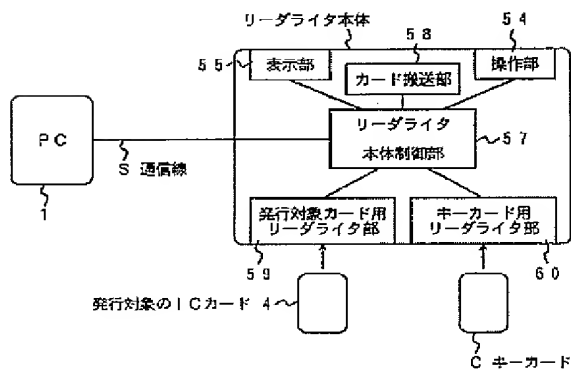 リーダライタ本体
５８
５４
５５
表示部
カード搬送部
操作部
ＰＣ
リーダライタ
本体制御部
５７
Ｓ 通信線
１
発行対象カード用
リーダライタ部
キーカード用
リーダライタ部
５９
６０
発行対象のＩＣカード ４
Ｃ キーカード